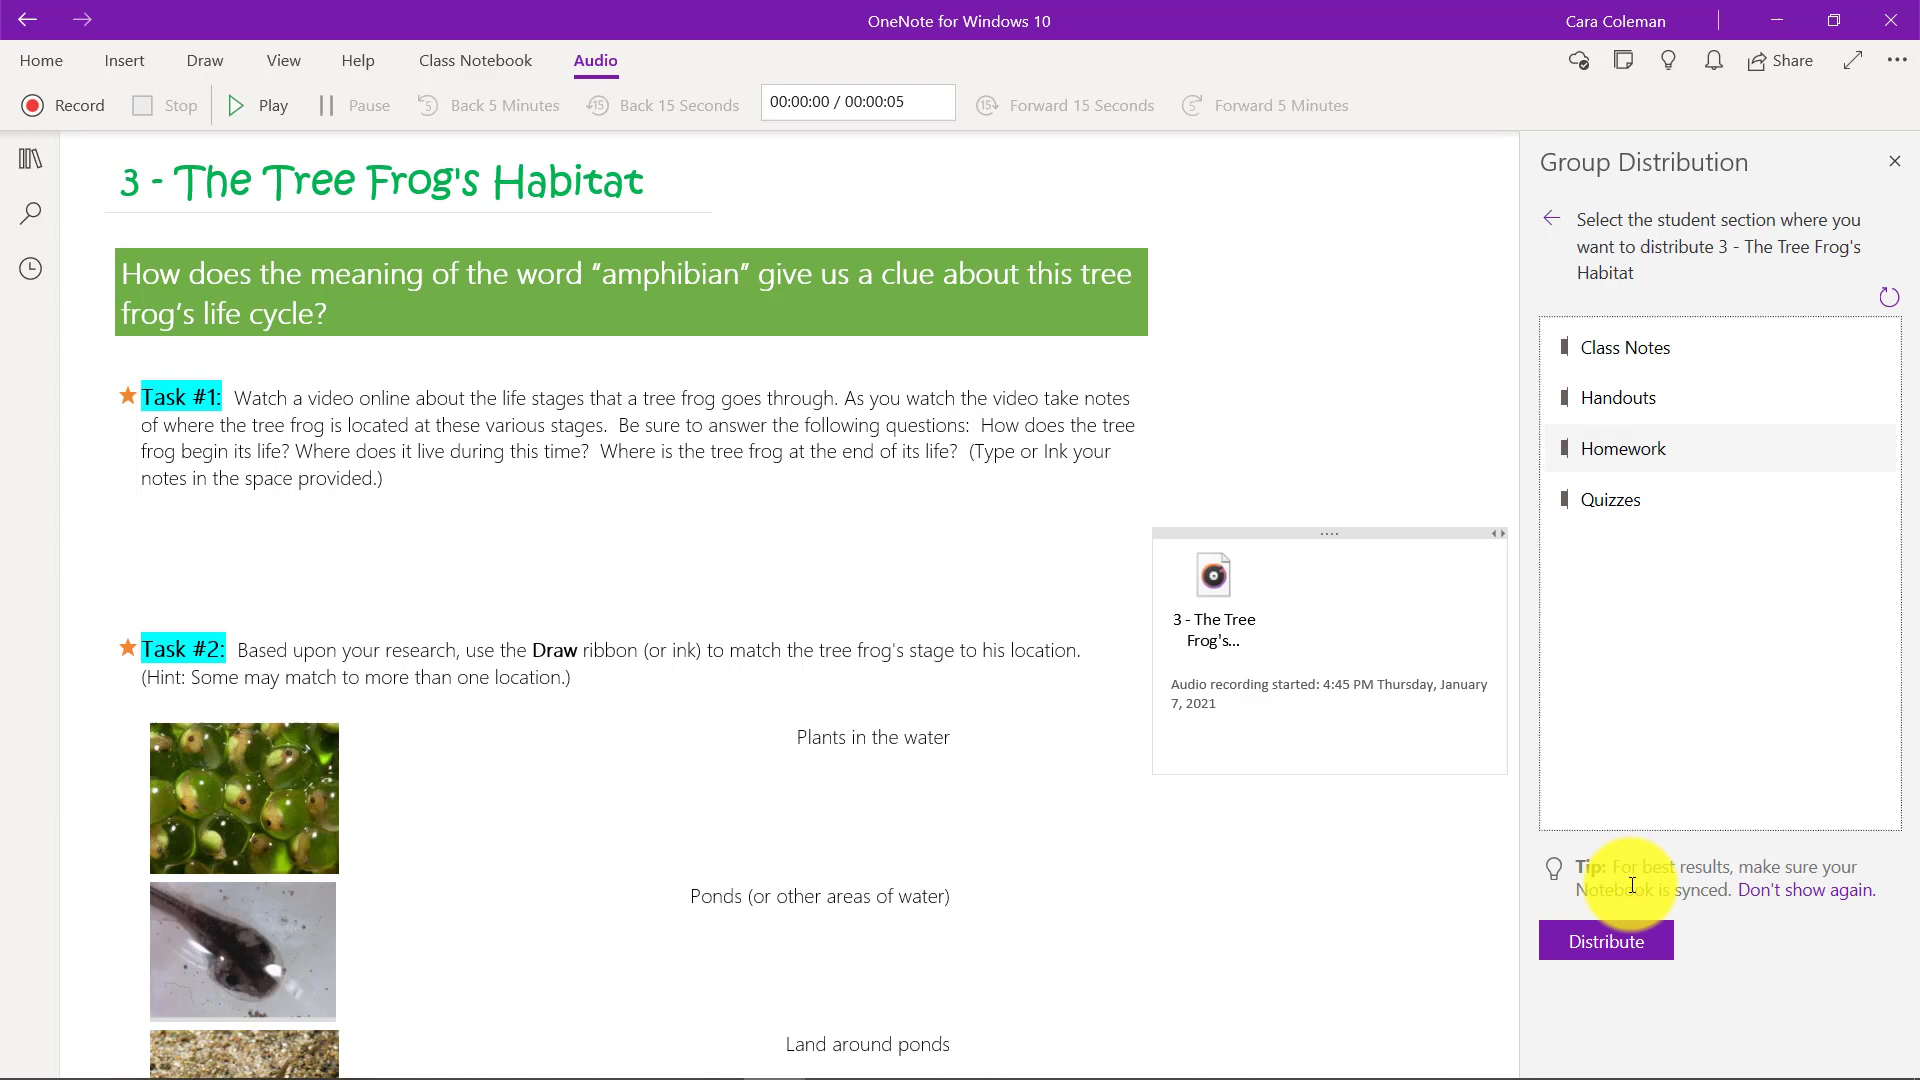 OneNote for Windows 10
Cara Coleman
Home Insert Draw View Help Class Notebook Audio
Share
Record Stop Play Pause Back 5 Minutes Back 15 Seconds 00:00:00 / 00:00:05 Forward 15 Seconds Forward 5 Minutes
3 - The Tree Frog's Habitat
How does the meaning of the word “amphibian” give us a clue about this tree
frog’s life cycle?
Task #1: Watch a video online about the life stages that a tree frog goes through. As you watch the video take notes
of where the tree frog is located at these various stages. Be sure to answer the following questions: How does the tree
frog begin its life? Where does it live during this time? Where is the tree frog at the end of its life? (Type or Ink your
notes in the space provided.)
3 - The Tree
Frog's...
Audio recording started: 4:45 PM Thursday, January
7, 2021
Task #2: Based upon your research, use the Draw ribbon (or ink) to match the tree frog's stage to his location.
(Hint: Some may match to more than one location.)
Plants in the water
Ponds (or other areas of water)
Land around ponds
Group Distribution
Select the student section where you
want to distribute 3 - The Tree Frog's
Habitat
Class Notes
Handouts
Homework
Quizzes
Tip: For best results, make sure your
Notebook is synced. Don't show again.
Distribute